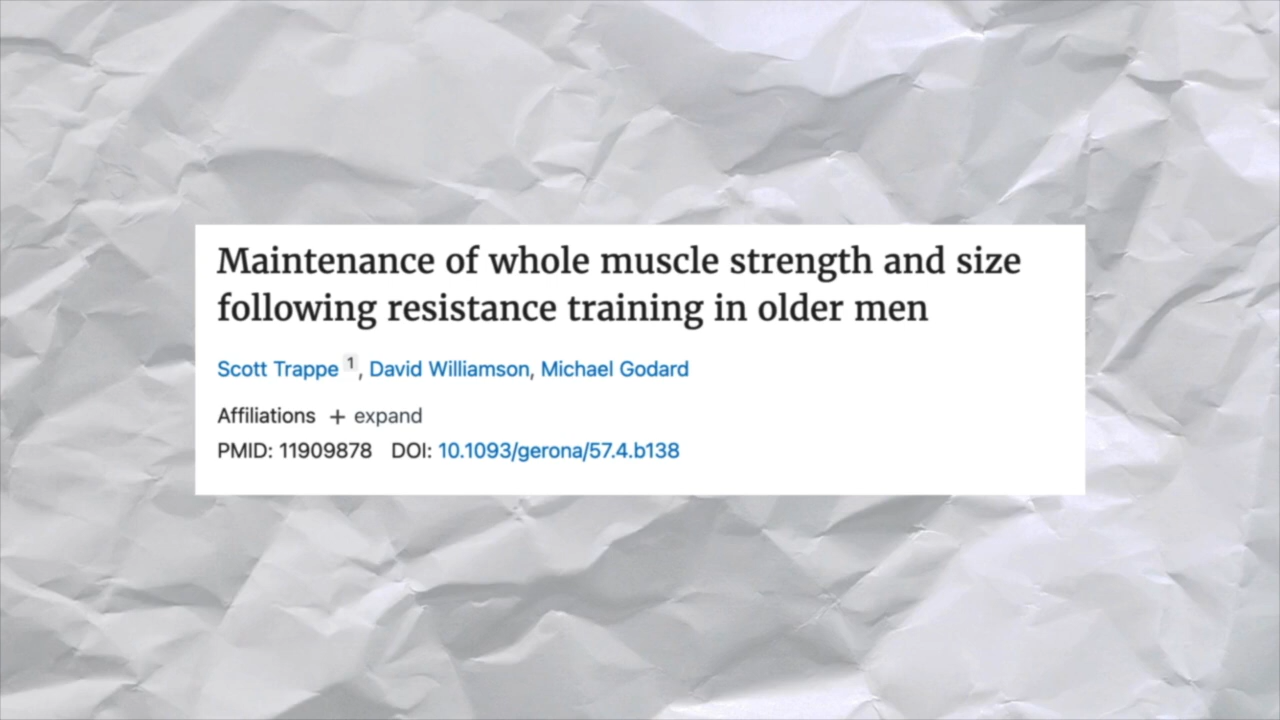 Maintenance of whole muscle strength and size
following resistance training in older men
Scott Trappe 1, David Williamson, Michael Godard
Affiliations + expand
PMID: 11909878 DOI: 10.1093/gerona/57.4.b138